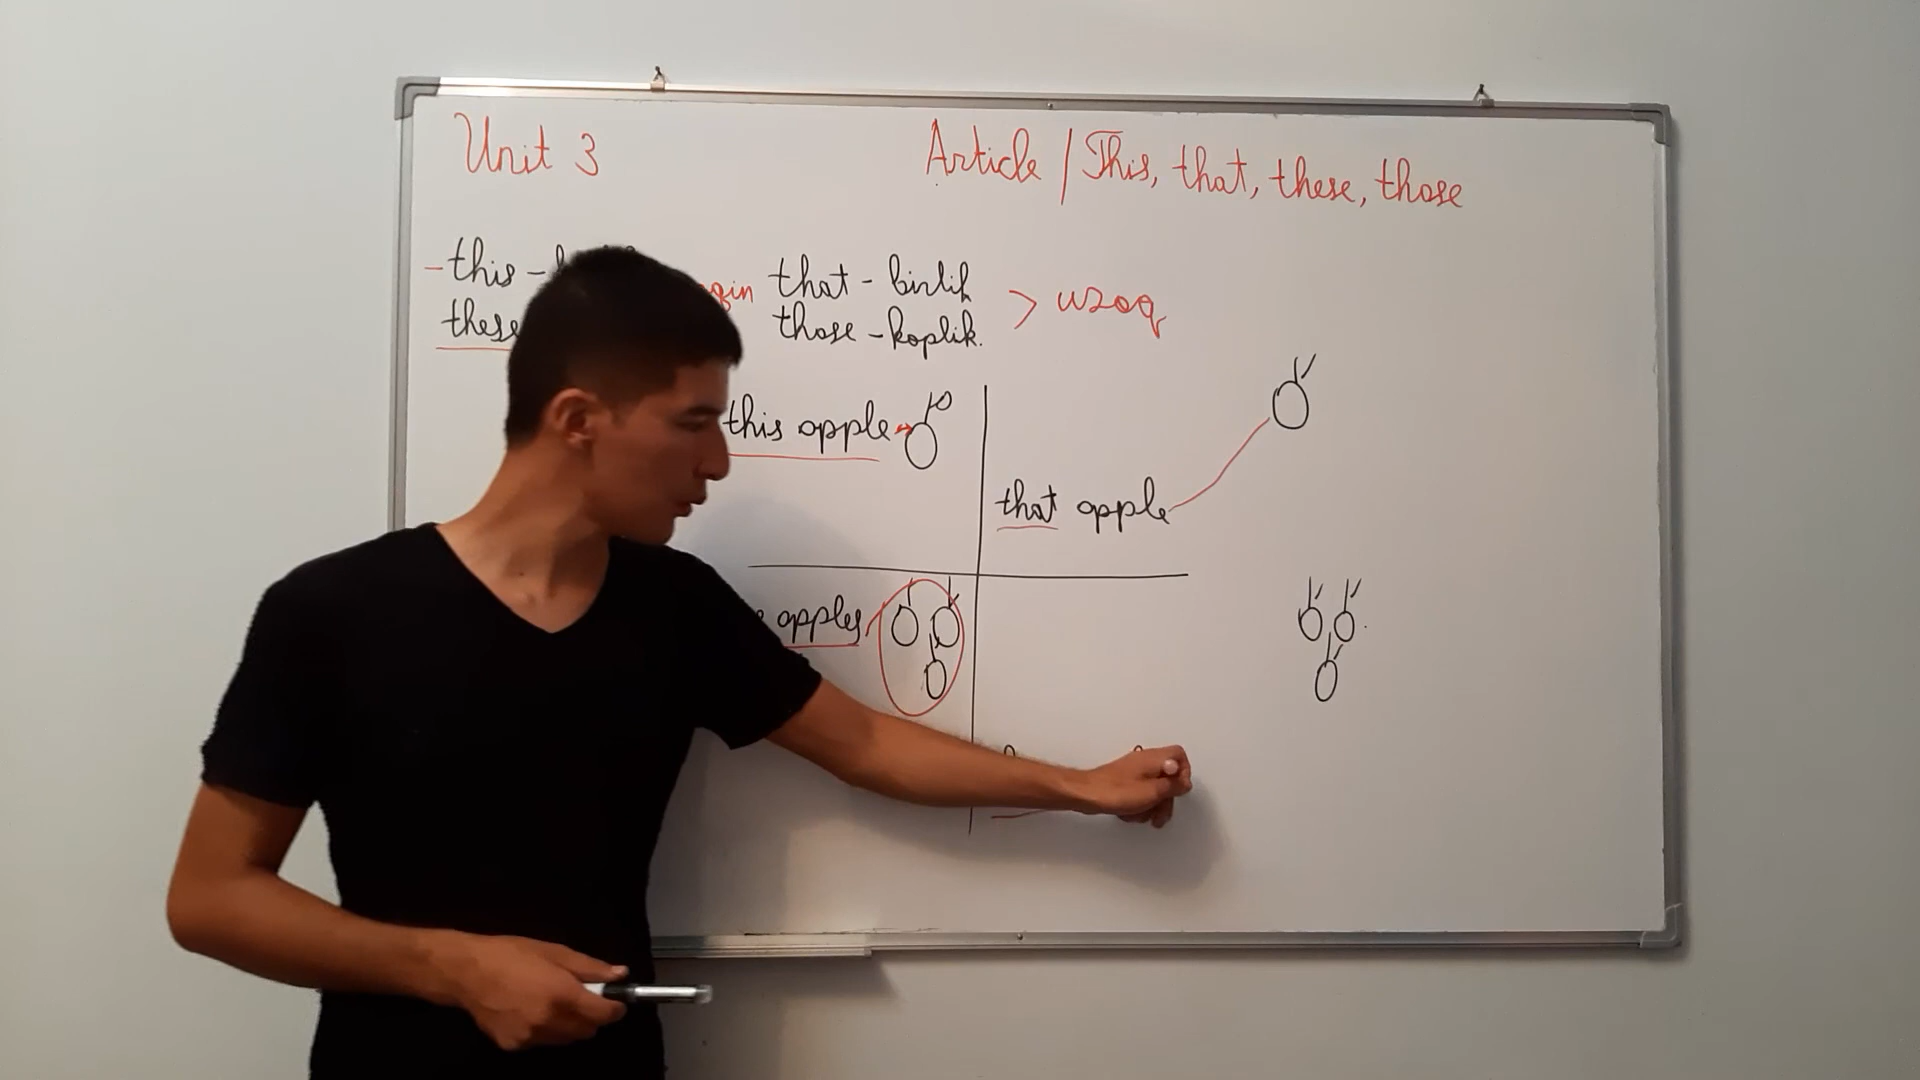 Unit 3
Article / This, that, these, those
- this -
these
that - birlik
those - koplik.
> uzoq
this apple
that apple
apples